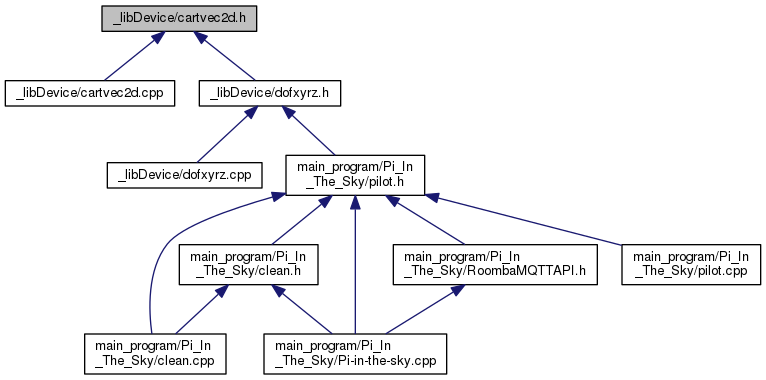 _libDevice/cartvec2d.h
_libDevice/cartvec2d.cpp
_libDevice/dofxyrz.h
_libDevice/dofxyrz.cpp
main_program/Pi_In
_The_Sky/pilot.h
main_program/Pi_In
_The_Sky/clean.h
main_program/Pi_In
_The_Sky/RoombaMQTTAPI.h
main_program/Pi_In
_The_Sky/pilot.cpp
main_program/Pi_In
_The_Sky/clean.cpp
main_program/Pi_In
_The_Sky/Pi-in-the-sky.cpp